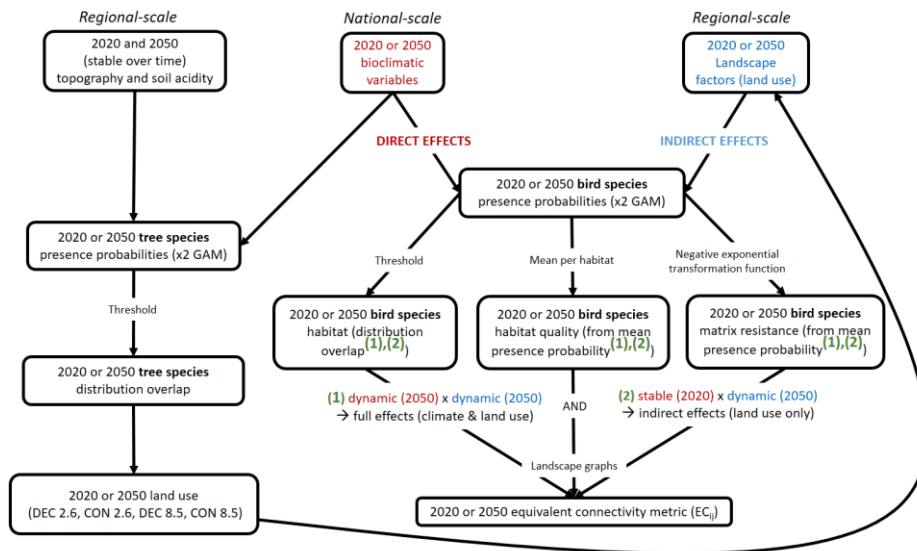 Regional-scale
National-scale
Regional-scale
2020 and 2050
(stable over time)
topography and soil acidity
2020 or 2050
bioclimatic
variables
2020 or 2050
Landscape
factors (land use)
DIRECT EFFECTS
INDIRECT EFFECTS
2020 or 2050 bird species
presence probabilities (x2 GAM)
2020 or 2050 tree species
presence probabilities (x2 GAM)
Threshold
Mean per habitat
Negative exponential
transformation function
Threshold
2020 or 2050 bird species
habitat (distribution
overlap(1),(2))
2020 or 2050 bird species
habitat quality (from mean
presence probability(1),(2))
2020 or 2050 bird species
matrix resistance (from mean
presence probability(1),(2))
2020 or 2050 tree species
distribution overlap
(1) dynamic (2050) x dynamic (2050)
→ full effects (climate & land use)
AND
(2) stable (2020) x dynamic (2050)
→ indirect effects (land use only)
Landscape graphs
2020 or 2050 land use
(DEC 2.6, CON 2.6, DEC 8.5, CON 8.5)
2020 or 2050 equivalent connectivity metric (ECij)